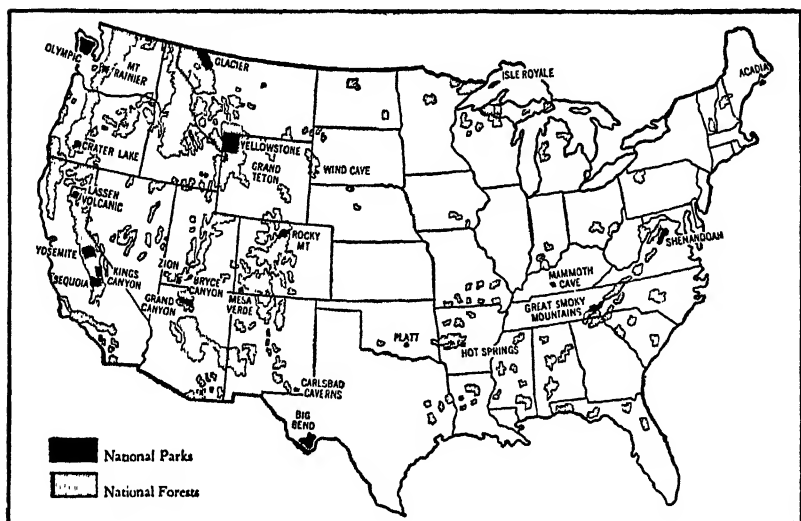 OLYMPIC
MT
RAINIER
GLACIER
ISLE ROYALE
ACADIA
CRATER LAKE
YELLOWSTONE
GRAND
TETON
WIND CAVE
LASSEN
VOLCANIC
ROCKY
MT
SHENANDOAH
YOSEMITE
ZION
KINGS
CANYON
SEQUOIA
BRYCE
CANYON
MAMMOTH
CAVE
GRAND
CANYON
MESA
VERDE
GREAT SMOKY
MOUNTAINS
PLATT
HOT SPRINGS
CARLSBAD
CAVERNS
BIG
BEND
National Parks
National Forests